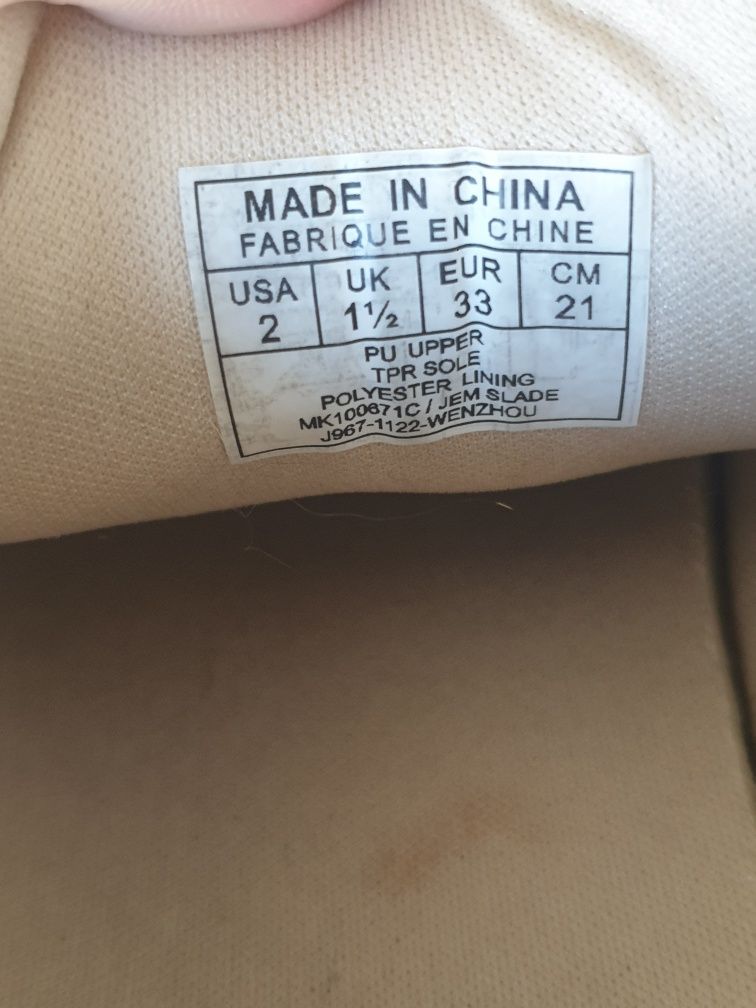 MADE IN CHINA
FABRIQUE EN CHINE
USA UK EUR CM
2 1½ 33 21
PU UPPER
TPR SOLE
POLYESTER LINING
MK100671C / JEM SLADE
J967-1122-WENZHOU